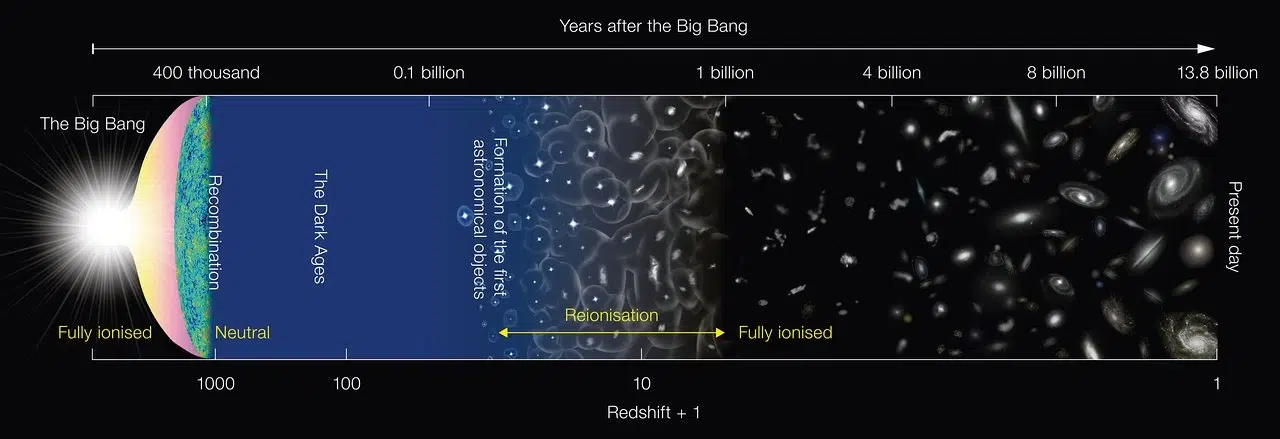 Years after the Big Bang
400 thousand
0.1 billion
1 billion
4 billion
8 billion
13.8 billion
The Big Bang
Recombination
The Dark Ages
Formation of the first
astronomical objects
Present day
Fully ionised
Neutral
Reionisation
Fully ionised
1000
100
10
1
Redshift + 1